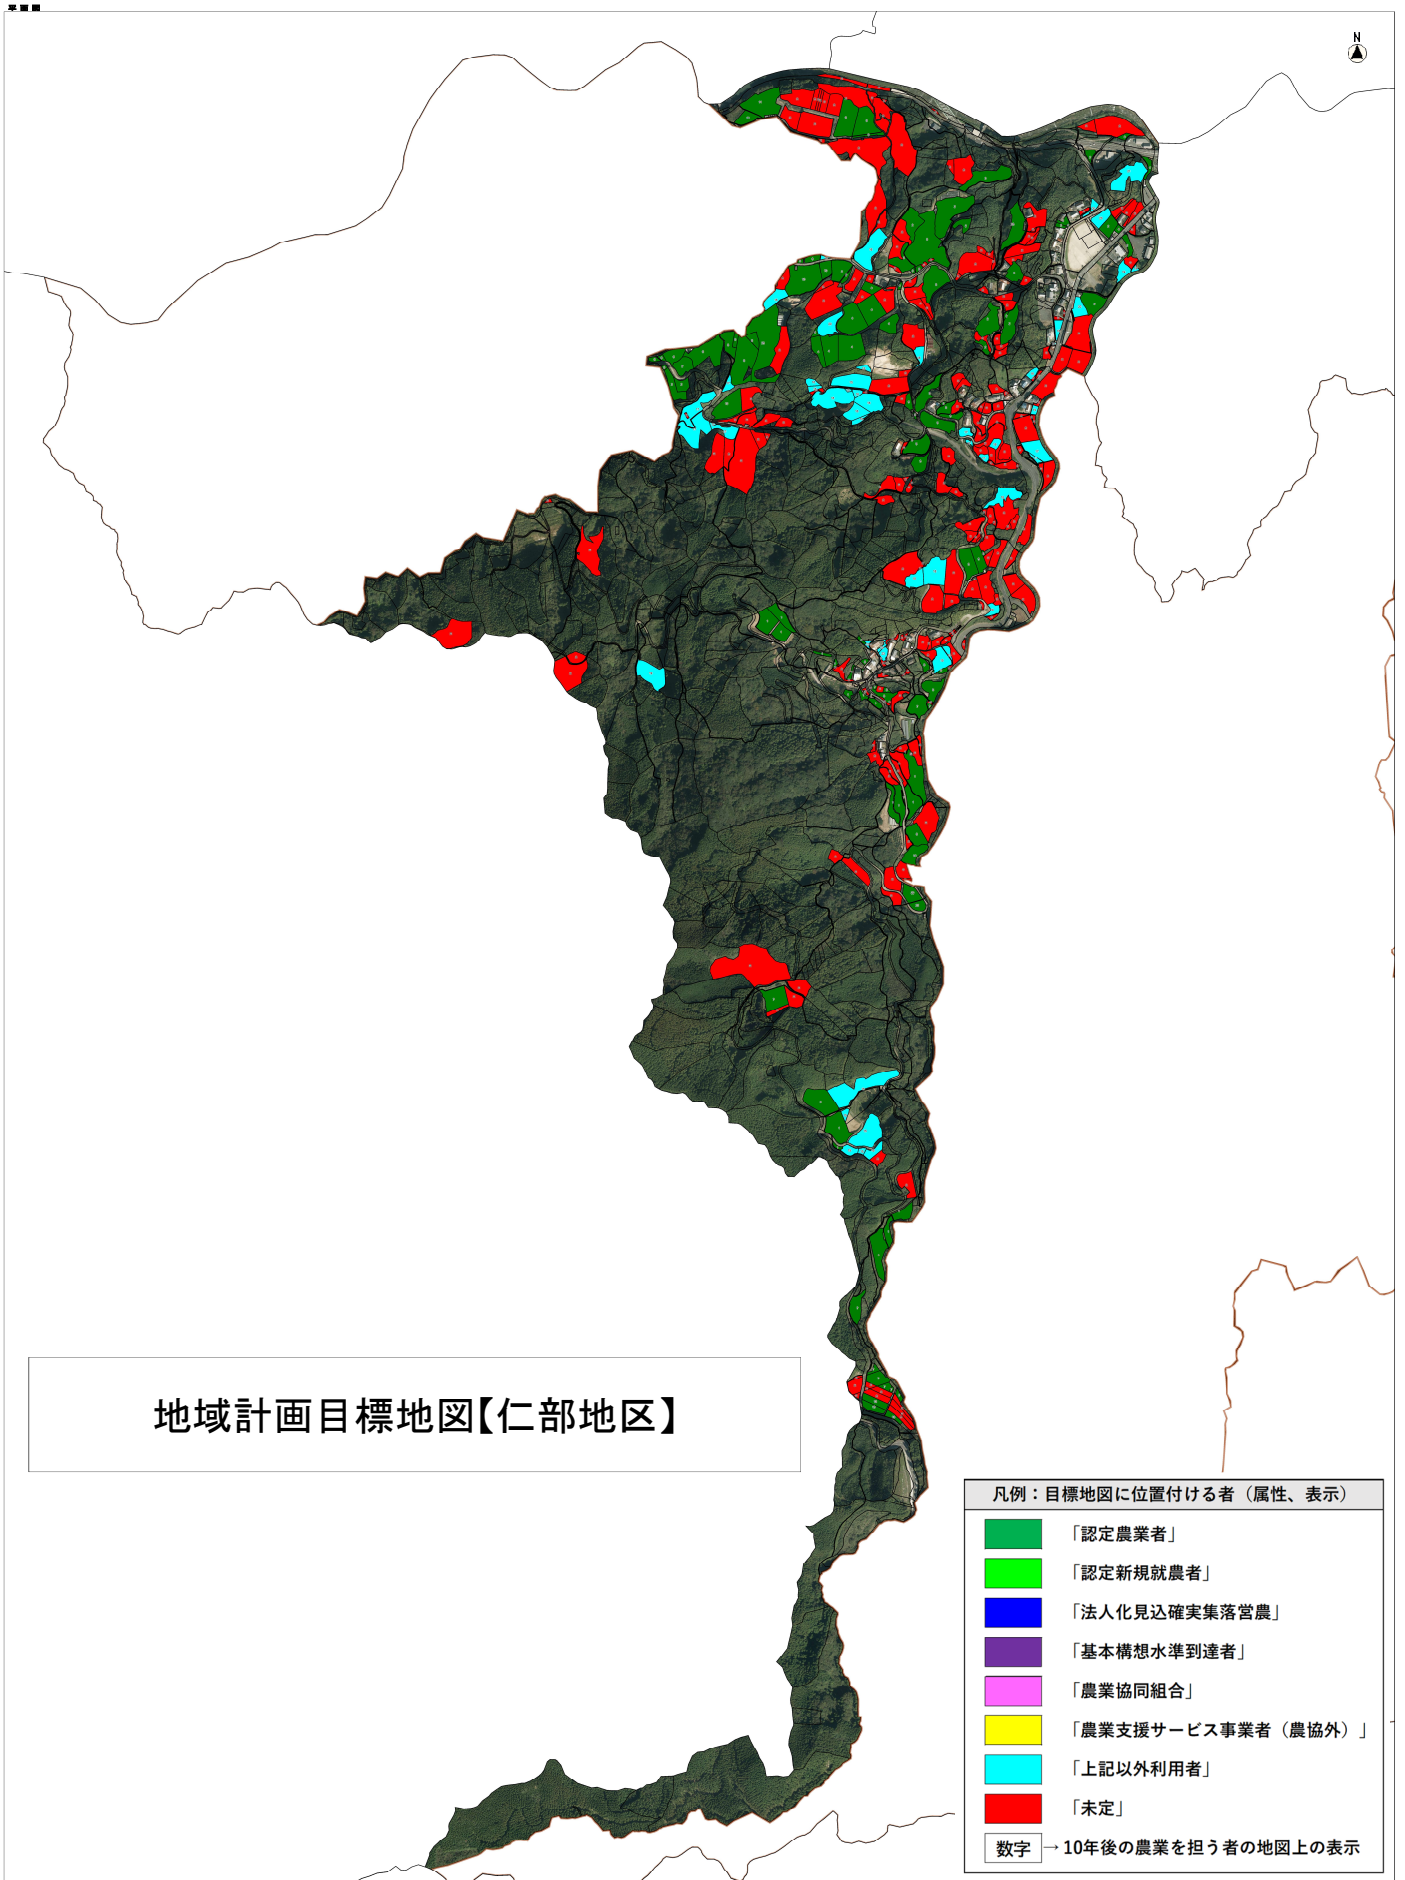 平面図
N
地域計画目標地図【仁部地区】
凡例：目標地図に位置付ける者（属性、表示）
「認定農業者」
「認定新規就農者」
「法人化見込確実集落営農」
「基本構想水準到達者」
「農業協同組合」
「農業支援サービス事業者（農協外）」
「上記以外利用者」
「未定」
数字 →10年後の農業を担う者の地図上の表示